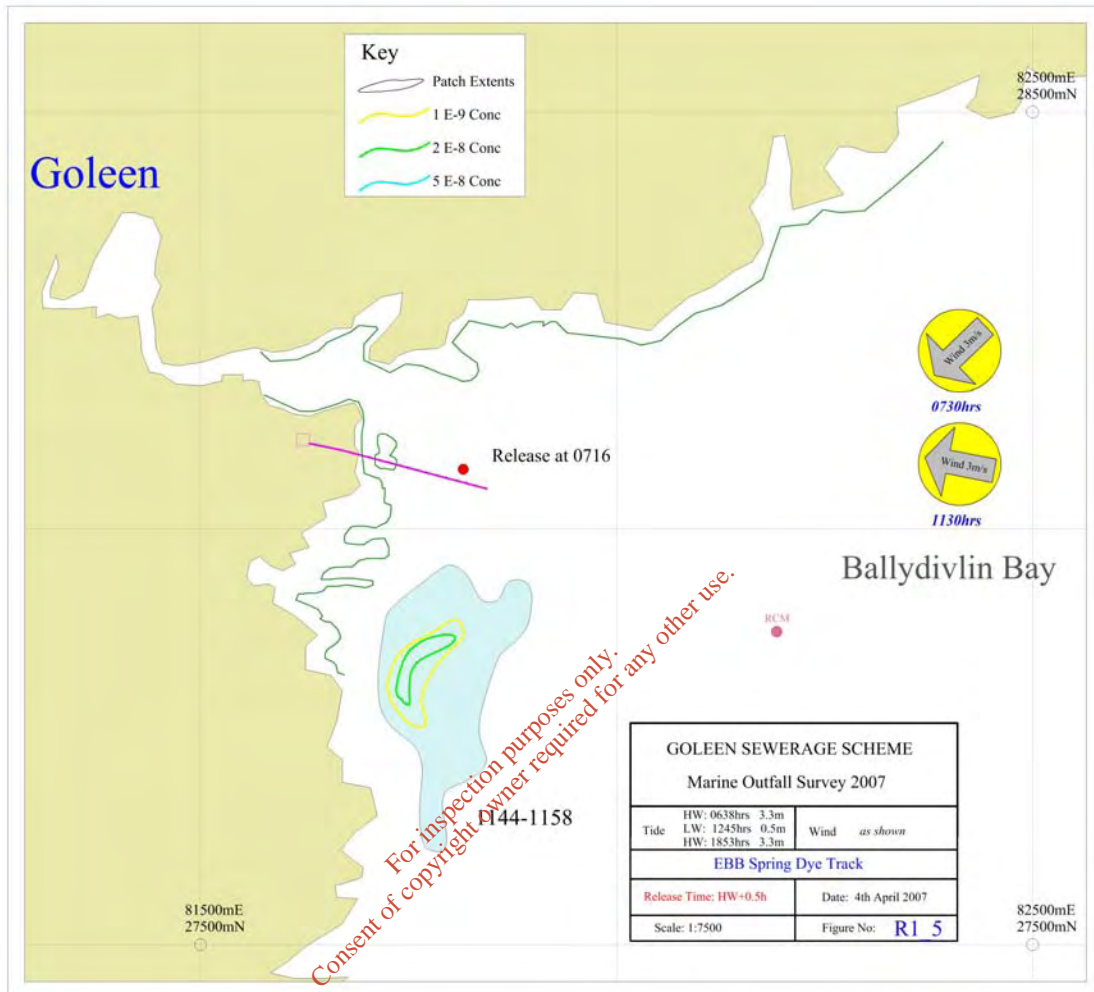 Key
Patch Extents
1 E-9 Conc
2 E-8 Conc
5 E-8 Conc
82500mE
28500mN
Goleen
Wind 3m/s
0730hrs
Wind 3m/s
1130hrs
Release at 0716
Ballydivlin Bay
RCM
1144-1158
For inspection purposes only.
Consent of copyright owner required for any other use.
GOLEEN SEWERAGE SCHEME
Marine Outfall Survey 2007
Tide
HW: 0638hrs 3.3m
LW: 1245hrs 0.5m
HW: 1853hrs 3.3m
Wind as shown
EBB Spring Dye Track
Release Time: HW+0.5h
Date: 4th April 2007
Scale: 1:7500
Figure No: R1_5
81500mE
27500mN
82500mE
27500mN